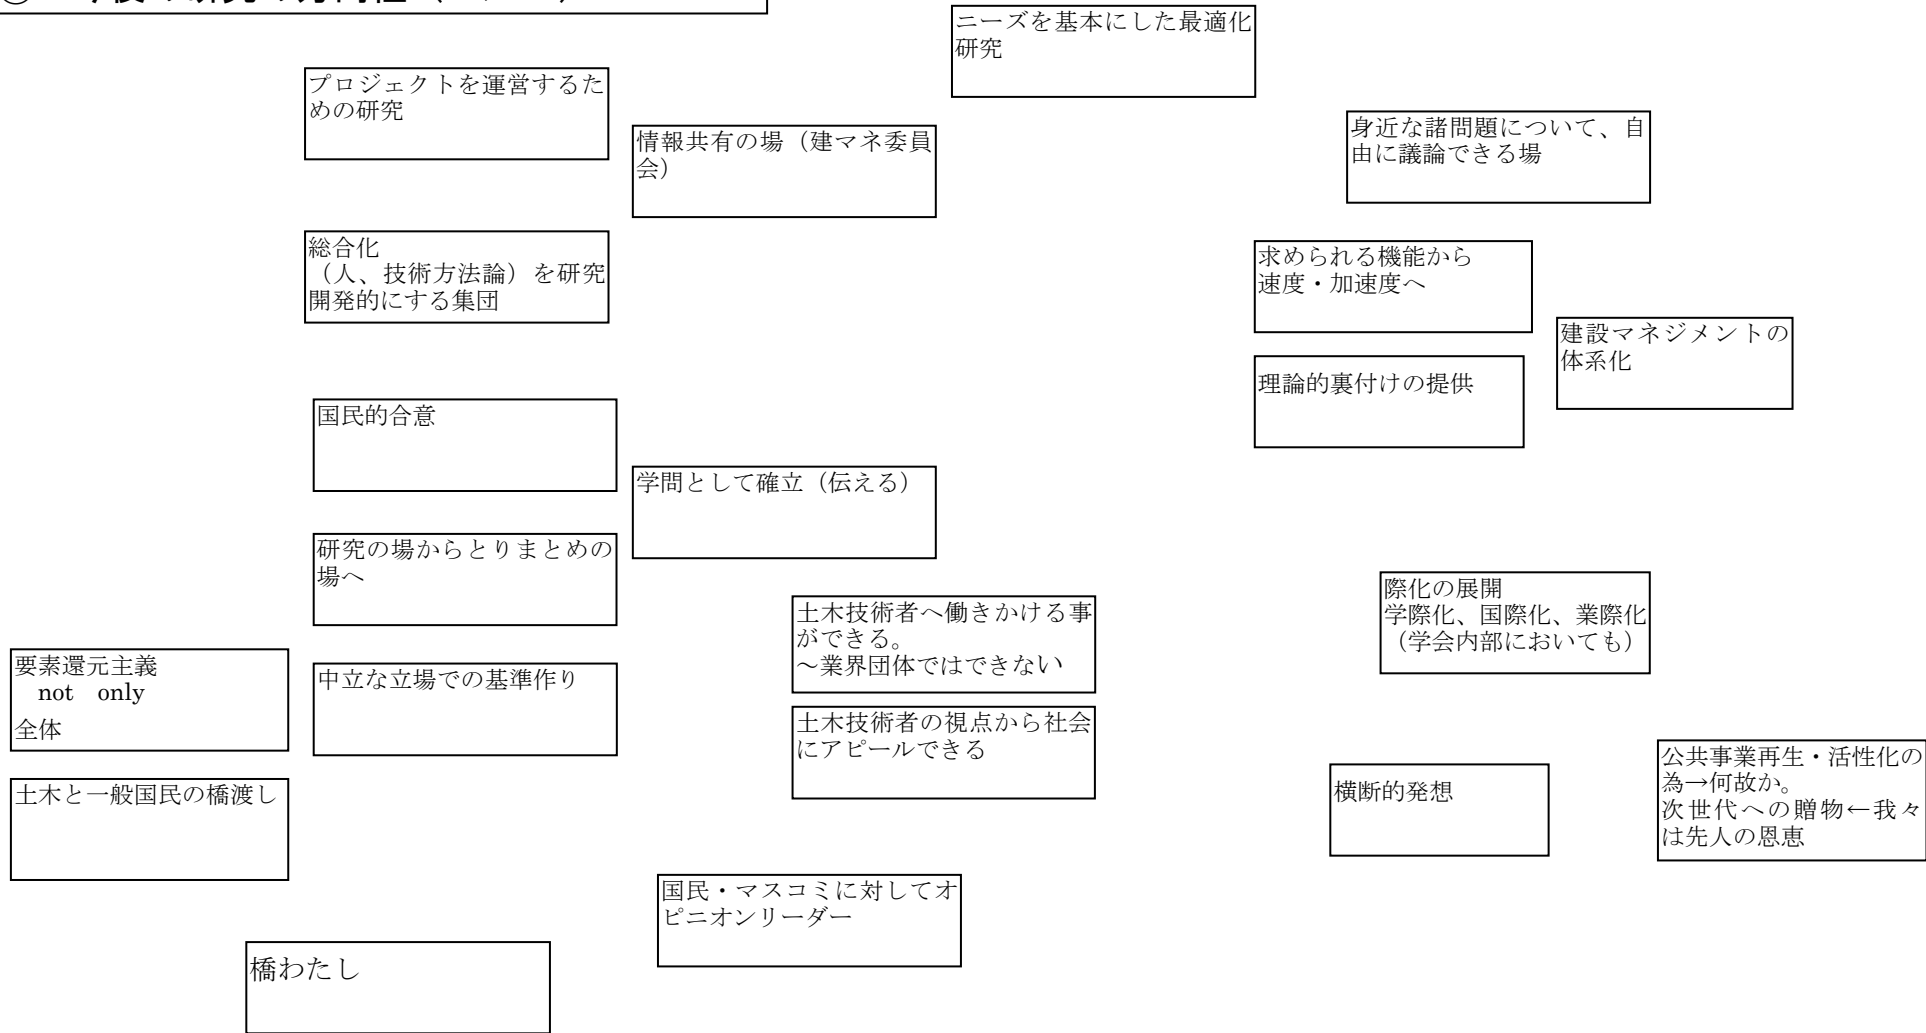 ニーズを基本にした最適化
研究
プロジェクトを運営するた
めの研究
情報共有の場（建マネ委員
会）
身近な諸問題について、自
由に議論できる場
総合化
（人、技術方法論）を研究
開発的にする集団
求められる機能から
速度・加速度へ
建設マネジメントの
体系化
理論的裏付けの提供
国民的合意
学問として確立（伝える）
研究の場からとりまとめの
場へ
際化の展開
学際化、国際化、業際化
（学会内部においても）
土木技術者へ働きかける事
ができる。
～業界団体ではできない
要素還元主義
not only
全体
中立な立場での基準作り
土木技術者の視点から社会
にアピールできる
公共事業再生・活性化の
為→何故か。
次世代への贈物←我々
は先人の恩恵
土木と一般国民の橋渡し
横断的発想
国民・マスコミに対してオ
ピニオンリーダー
橋わたし